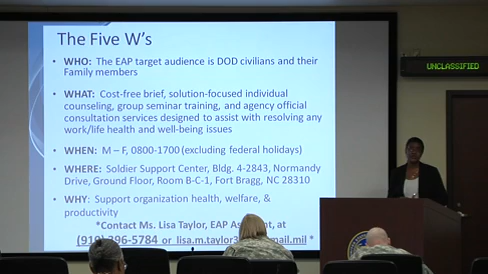 The Five W's
• WHO: The EAP target audience is DOD civilians and their
Family members
• WHAT: Cost-free brief, solution-focused individual
counseling, group seminar training, and agency official
consultation services designed to assist with resolving any
work/life health and well-being issues
• WHEN: M – F, 0800-1700 (excluding federal holidays)
• WHERE: Soldier Support Center, Bldg. 4-2843, Normandy
Drive, Ground Floor, Room B-C-1, Fort Bragg, NC 28310
• WHY: Support organization health, welfare, &
productivity
*Contact Ms. Lisa Taylor, EAP at
396-5784 or *
UNCLASSIFIED